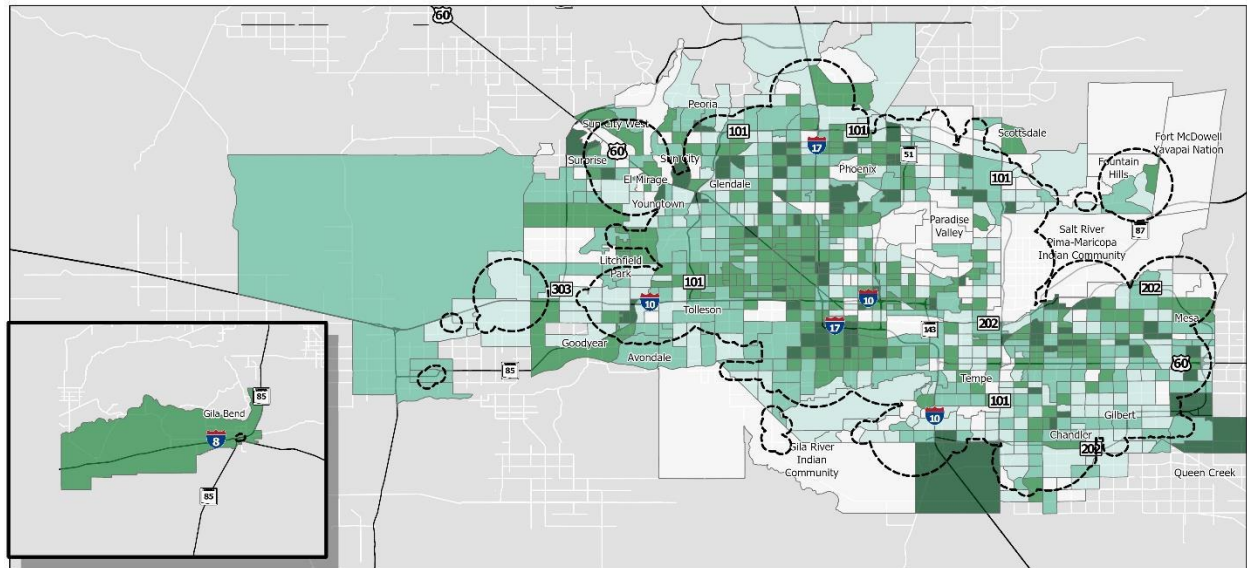 60
Peoria
Sun City West
101
101
Scottsdale
Fort McDowell
Yavapai Nation
17
51
Surprise
60
Sun City
Phoenix
Fountain
Hills
El Mirage
Glendale
101
Youngtown
Paradise
Valley
Salt River
Pima-Maricopa
Indian Community
87
Litchfield
Park
303
101
202
10
10
Tolleson
Mesa
17
143
202
Goodyear
Avondale
85
60
Tempe
101
10
Gilbert
Chandler
202
Gila River
Indian
Community
Queen Creek
85
Gila Bend
8
85